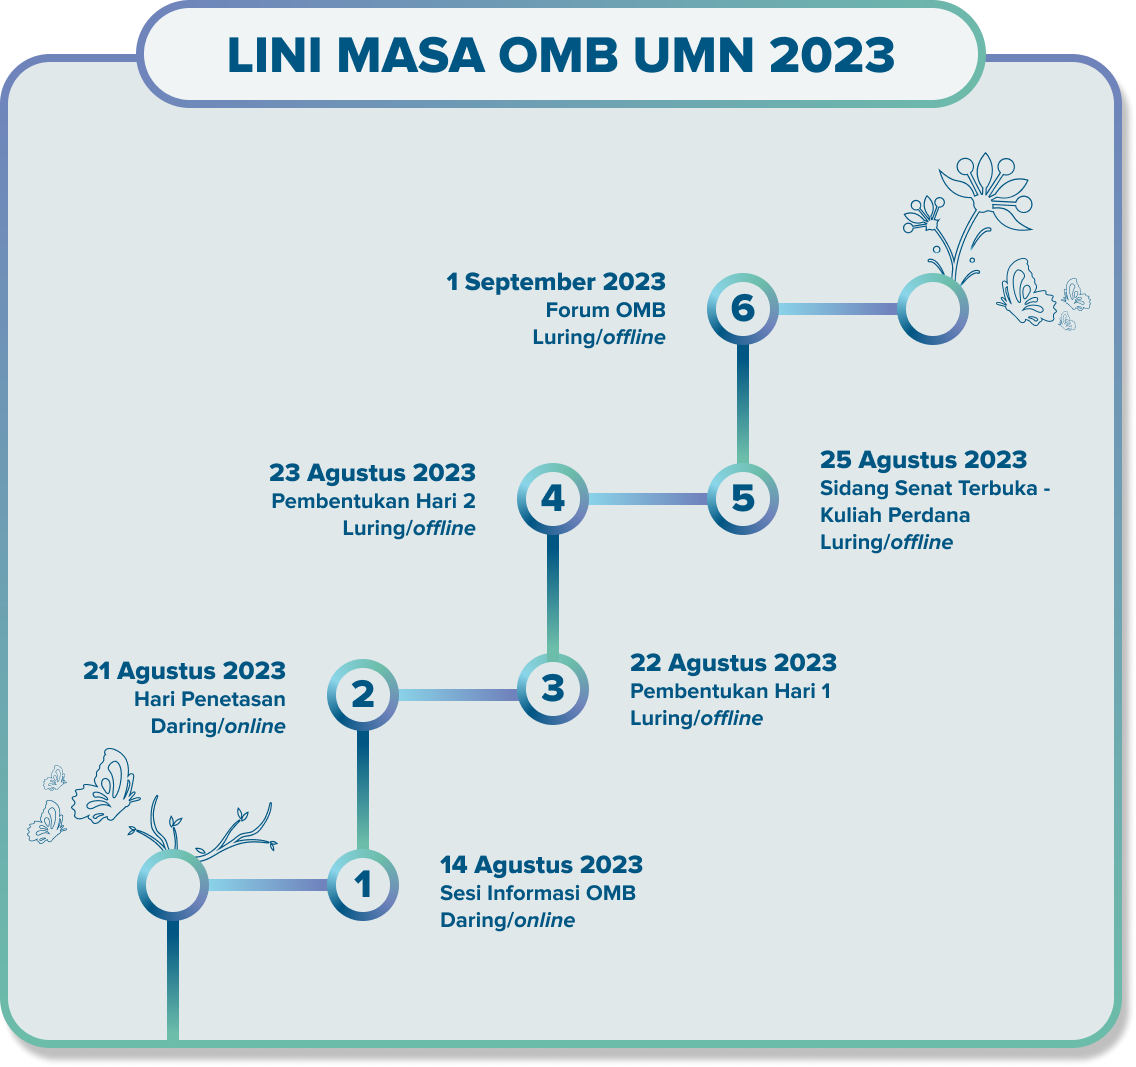 LINI MASA OMB UMN 2023
1 September 2023
Forum OMB
Luring/offline
6
23 Agustus 2023
Pembentukan Hari 2
Luring/offline
4
5
25 Agustus 2023
Sidang Senat Terbuka -
Kuliah Perdana
Luring/offline
21 Agustus 2023
Hari Penetasan
Daring/online
2
3
22 Agustus 2023
Pembentukan Hari 1
Luring/offline
1
14 Agustus 2023
Sesi Informasi OMB
Daring/online